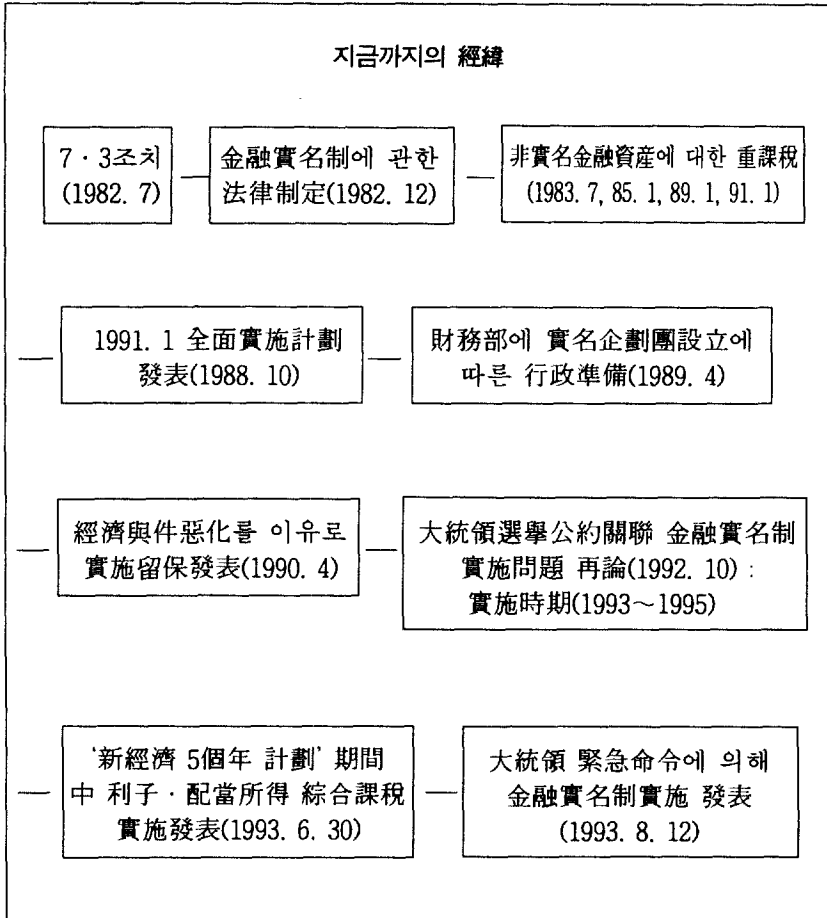 지금까지의 經緯
7·3조치
(1982. 7)
金融實名制에 관한
法律制定(1982. 12)
非實名金融資産에 대한 重課稅
(1983. 7, 85. 1, 89. 1, 91. 1)
1991. 1 全面實施計劃
發表(1988. 10)
財務部에 實名企劃團設立에
따른 行政準備(1989. 4)
經濟與件惡化를 이유로
實施留保發表(1990. 4)
大統領選擧公約關聯 金融實名制
實施問題 再論(1992. 10) :
實施時期(1993～1995)
'新經濟 5個年 計劃' 期間
中 利子·配當所得 綜合課稅
實施發表(1993. 6. 30)
大統領 緊急命令에 의해
金融實名制實施 發表
(1993. 8. 12)